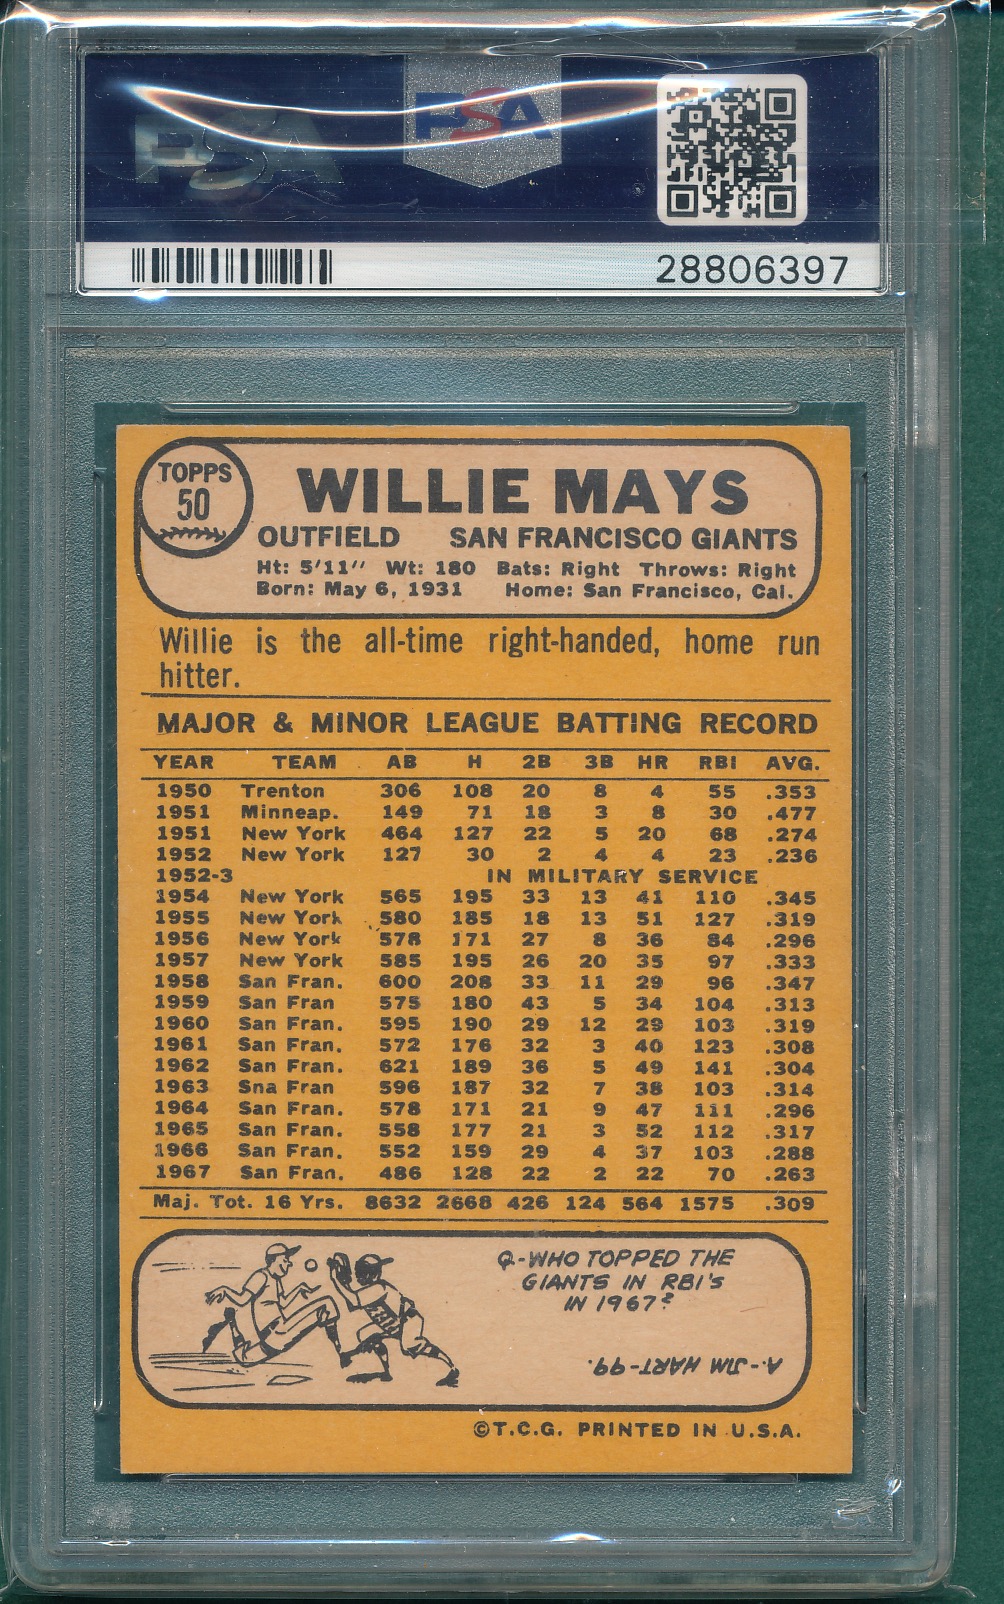 PSA PSA
28806397
TOPPS
50
WILLIE MAYS
OUTFIELD SAN FRANCISCO GIANTS
Ht: 5'11" Wt: 180 Bats: Right Throws: Right
Born: May 6, 1931 Home: San Francisco, Cal.
Willie is the all-time right-handed, home run
hitter.
MAJOR & MINOR LEAGUE BATTING RECORD
YEAR TEAM AB H 2B 3B HR RBI AVG.
1950 Trenton 306 108 20 8 4 55 .353
1951 Minneap. 149 71 18 3 8 30 .477
1951 New York 464 127 22 5 20 68 .274
1952 New York 127 30 2 4 4 23 .236
1952-3 IN MILITARY SERVICE
1954 New York 565 195 33 13 41 110 .345
1955 New York 580 185 18 13 51 127 .319
1956 New York 578 171 27 8 36 84 .296
1957 New York 585 195 26 20 35 97 .333
1958 San Fran. 600 208 33 11 29 96 .347
1959 San Fran 575 180 43 5 34 104 .313
1960 San Fran. 595 190 29 12 29 103 .319
1961 San Fran. 572 176 32 3 40 123 .308
1962 San Fran. 621 189 36 5 49 141 .304
1963 Sna Fran 596 187 32 7 38 103 .314
1964 San Fran. 578 171 21 9 47 111 .296
1965 San Fran. 558 177 21 3 52 112 .317
1966 San Fran. 552 159 29 4 37 103 .288
1967 San Fran. 486 128 22 2 22 70 .263
Maj. Tot. 16 Yrs. 8632 2668 426 124 564 1575 .309
Q-WHO TOPPED THE
GIANTS IN RBI's
IN 1967?
A.-JIM HART-99.
©T.C.G. PRINTED IN U.S.A.